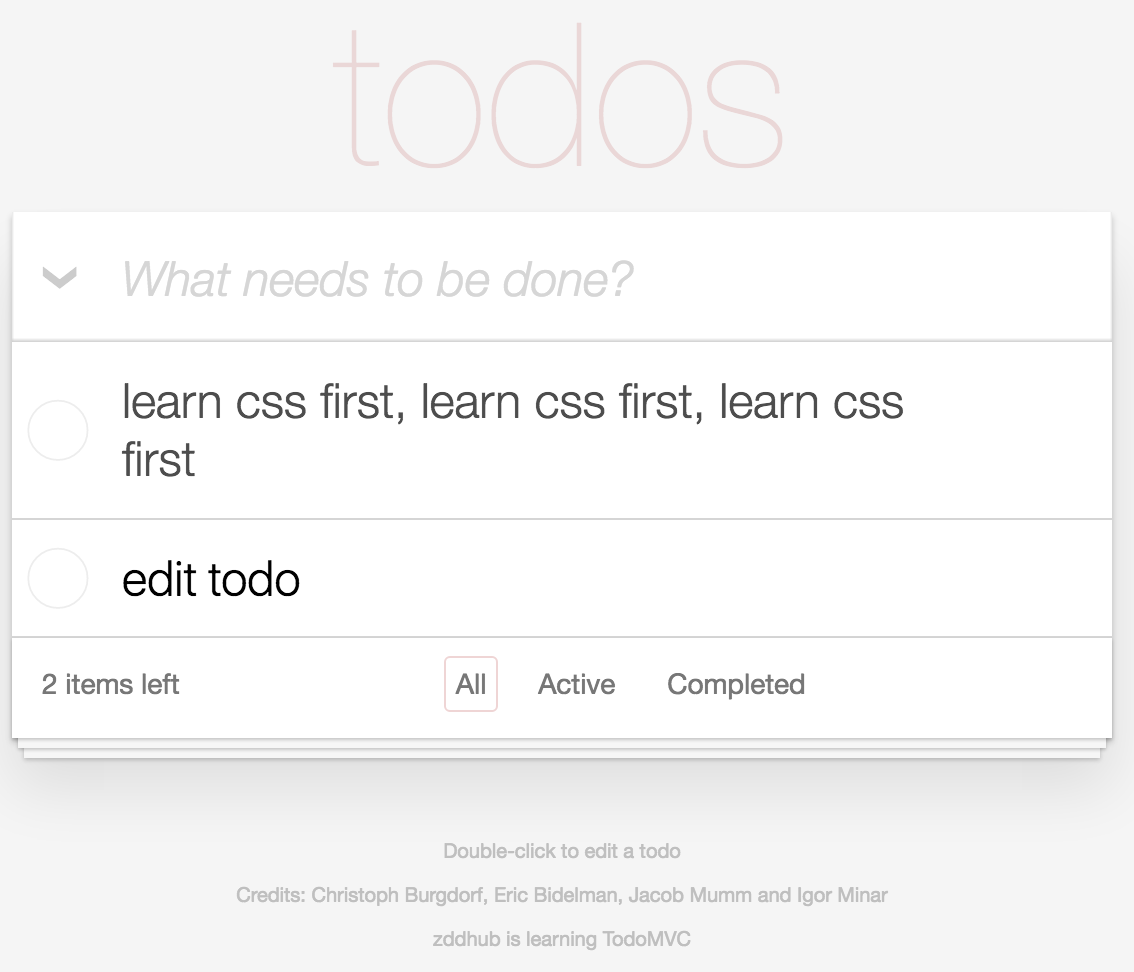 todos
What needs to be done?
learn css first, learn css first, learn css
first
edit todo
2 items left All Active Completed
Double-click to edit a todo
Credits: Christoph Burgdorf, Eric Bidelman, Jacob Mumm and Igor Minar
zddhub is learning TodoMVC